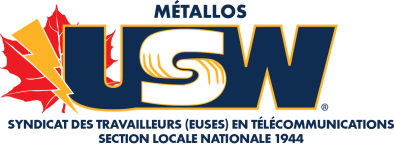 MÉTALLOS
USW®
SYNDICAT DES TRAVAILLEURS (EUSES) EN TÉLÉCOMMUNICATIONS
SECTION LOCALE NATIONALE 1944